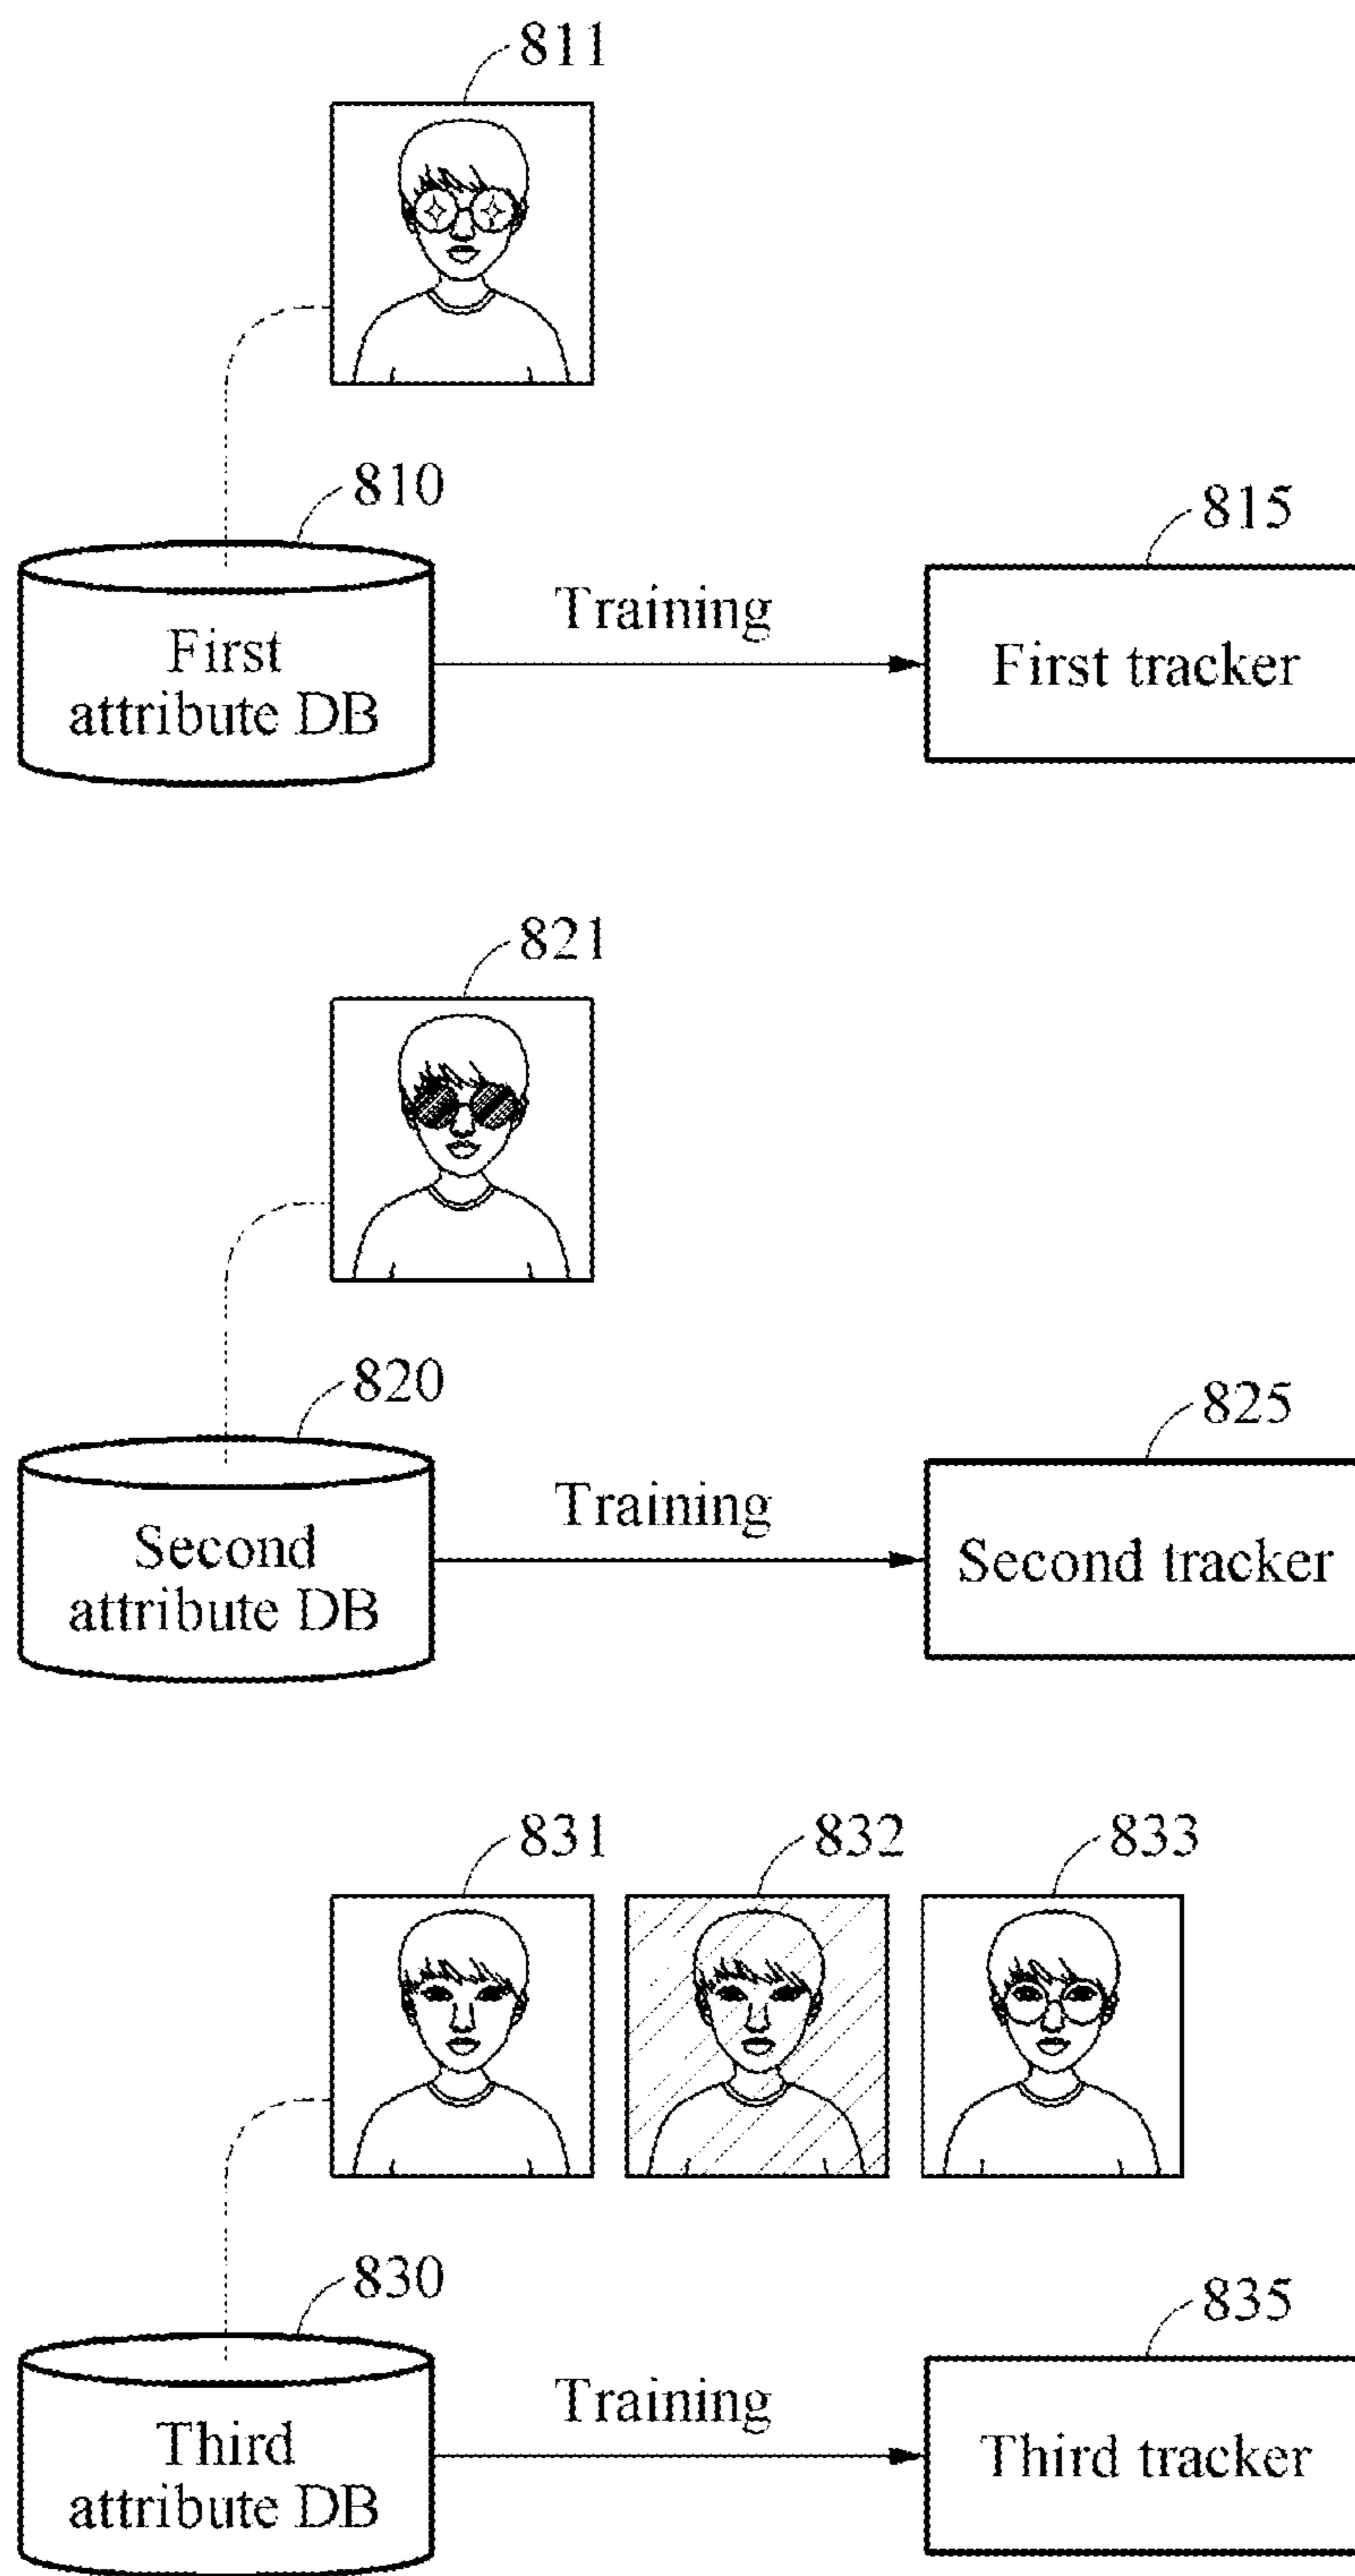 811
810
815
Training
First
attribute DB
First tracker
821
820
825
Training
Second
attribute DB
Second tracker
831
832
833
830
835
Training
Third
attribute DB
Third tracker